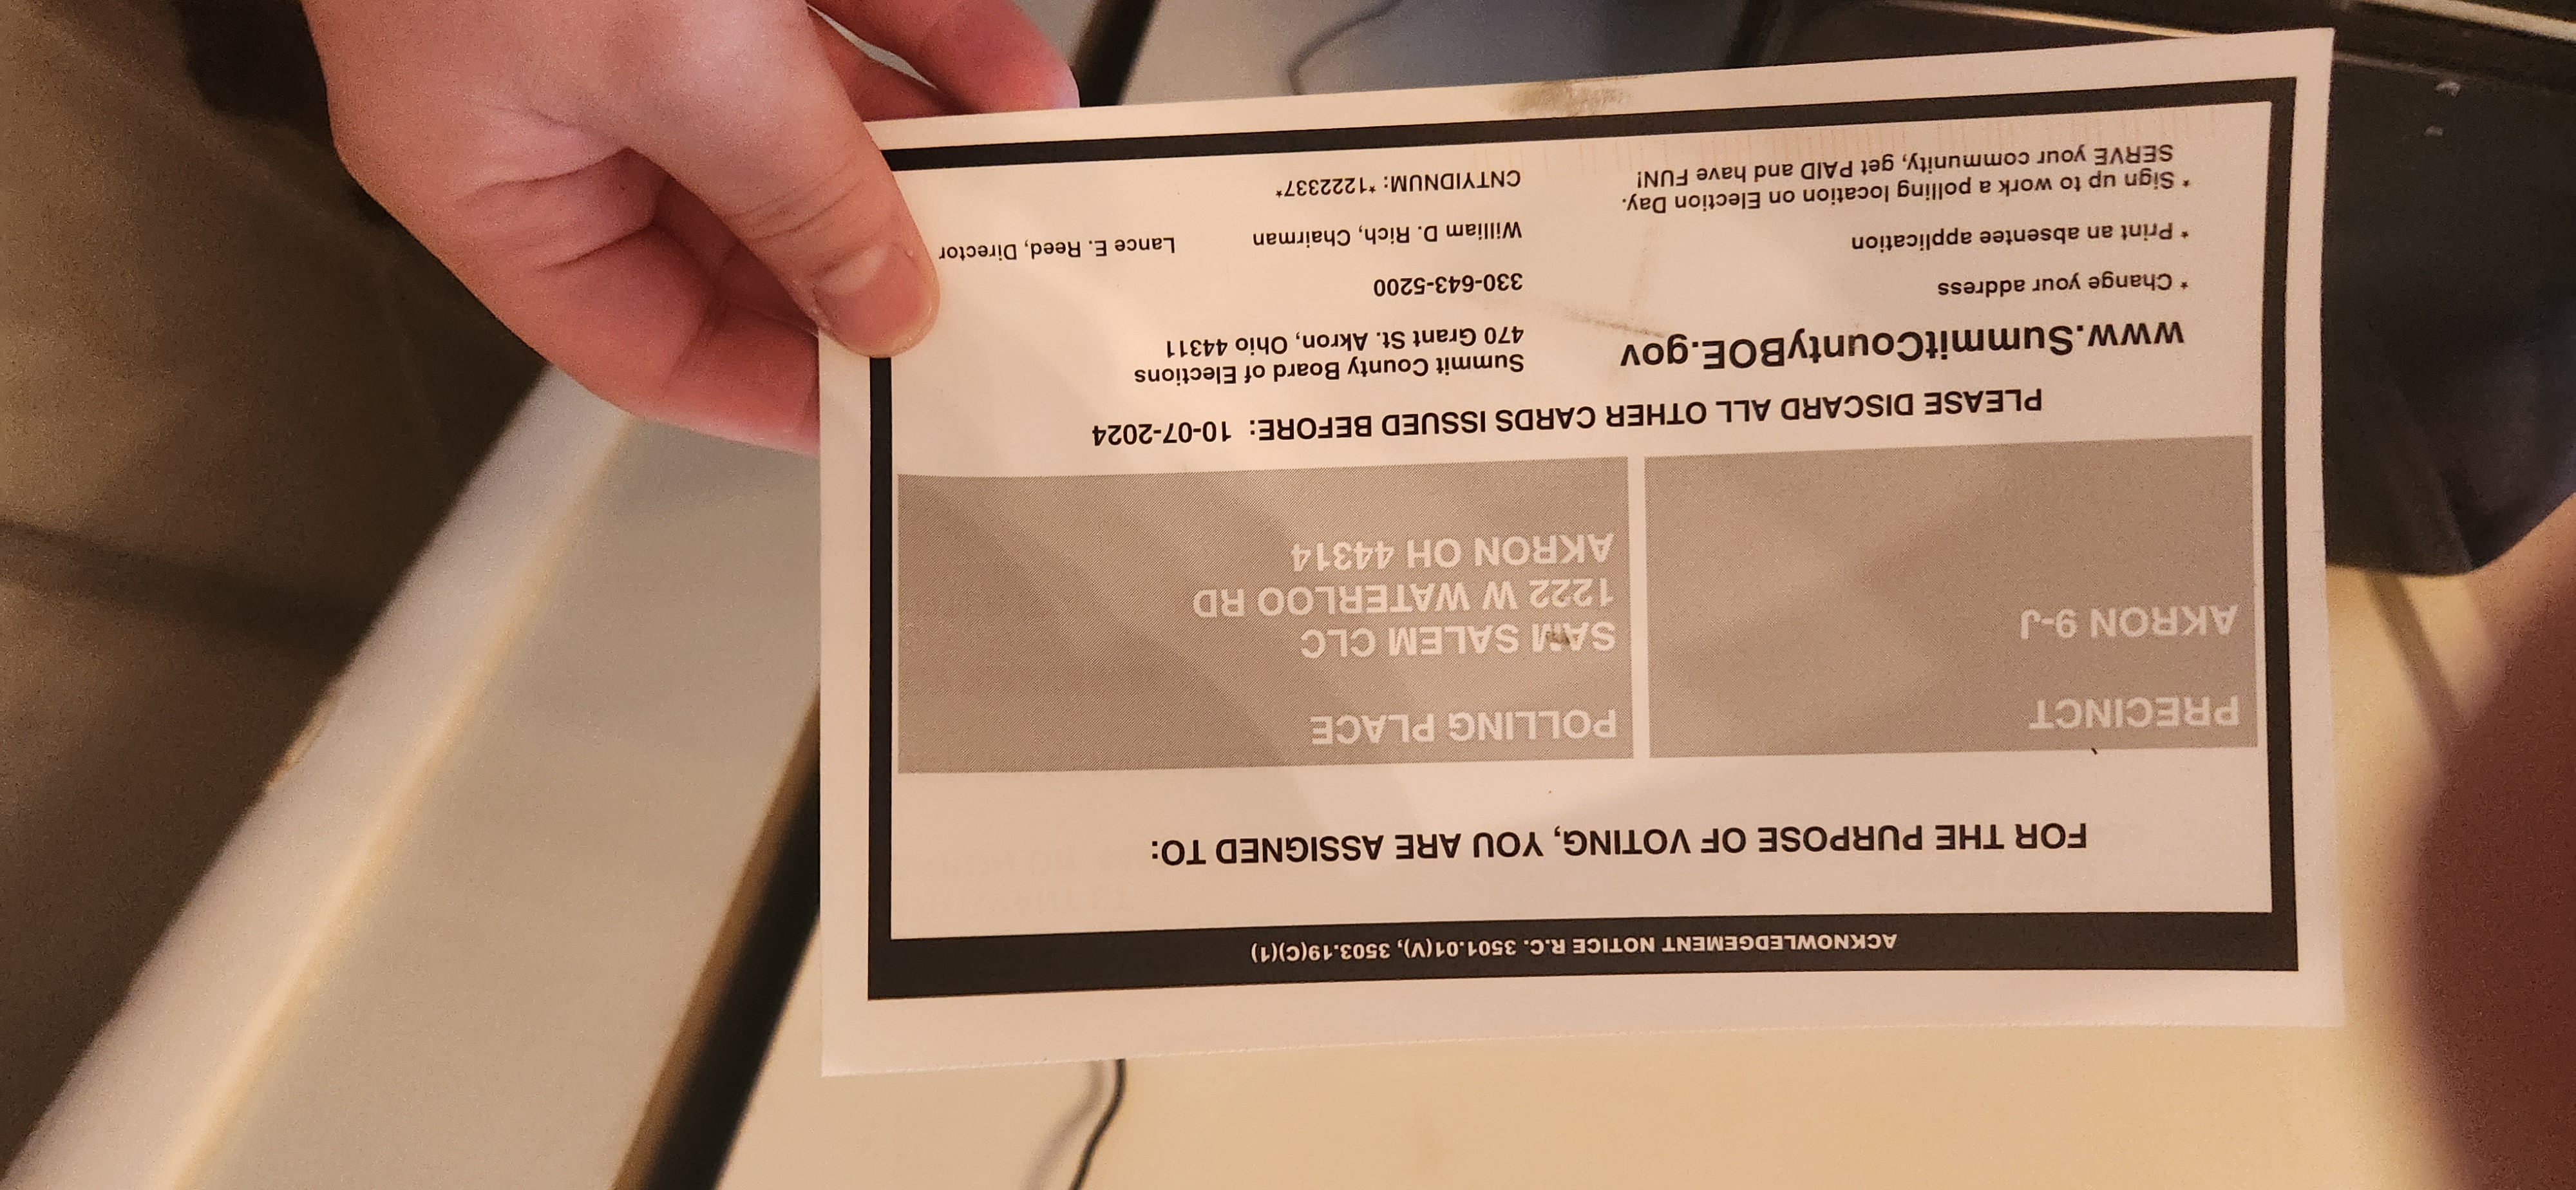 ACKNOWLEDGEMENT NOTICE R.C. 3501.01(V), 3503.19(C)(1)
FOR THE PURPOSE OF VOTING, YOU ARE ASSIGNED TO:
PRECINCT
AKRON 9-J
POLLING PLACE
SAM SALEM CLC
1222 W WATERLOO RD
AKRON OH 44314
PLEASE DISCARD ALL OTHER CARDS ISSUED BEFORE: 10-07-2024
www.SummitCountyBOE.gov
* Change your address
* Print an absentee application
* Sign up to work a polling location on Election Day.
SERVE your community, get PAID and have FUN!
Summit County Board of Elections
470 Grant St. Akron, Ohio 44311
330-643-5200
William D. Rich, Chairman
Lance E. Reed, Director
CNTYIDNUM: *1222337*